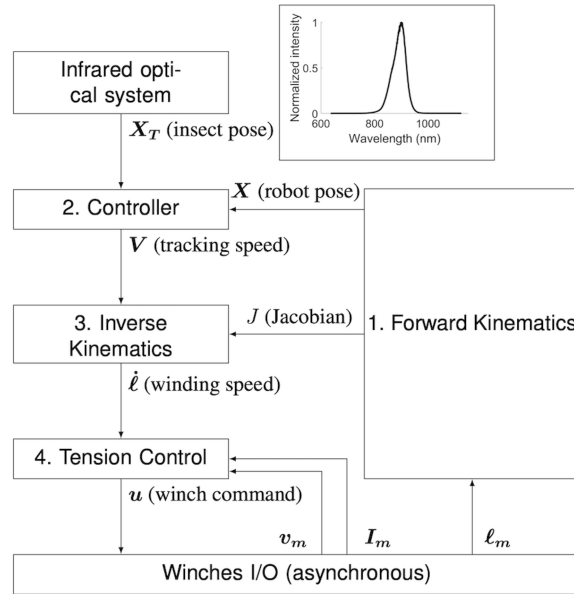 Infrared opti-
cal system
Normalized intensity
1
0.5
0
600
800
1000
Wavelength (nm)
X_T (insect pose)
2. Controller
X (robot pose)
V (tracking speed)
3. Inverse
Kinematics
J (Jacobian)
1. Forward Kinematics
ℓ̇ (winding speed)
4. Tension Control
u (winch command)
v_m
I_m
ℓ_m
Winches I/O (asynchronous)